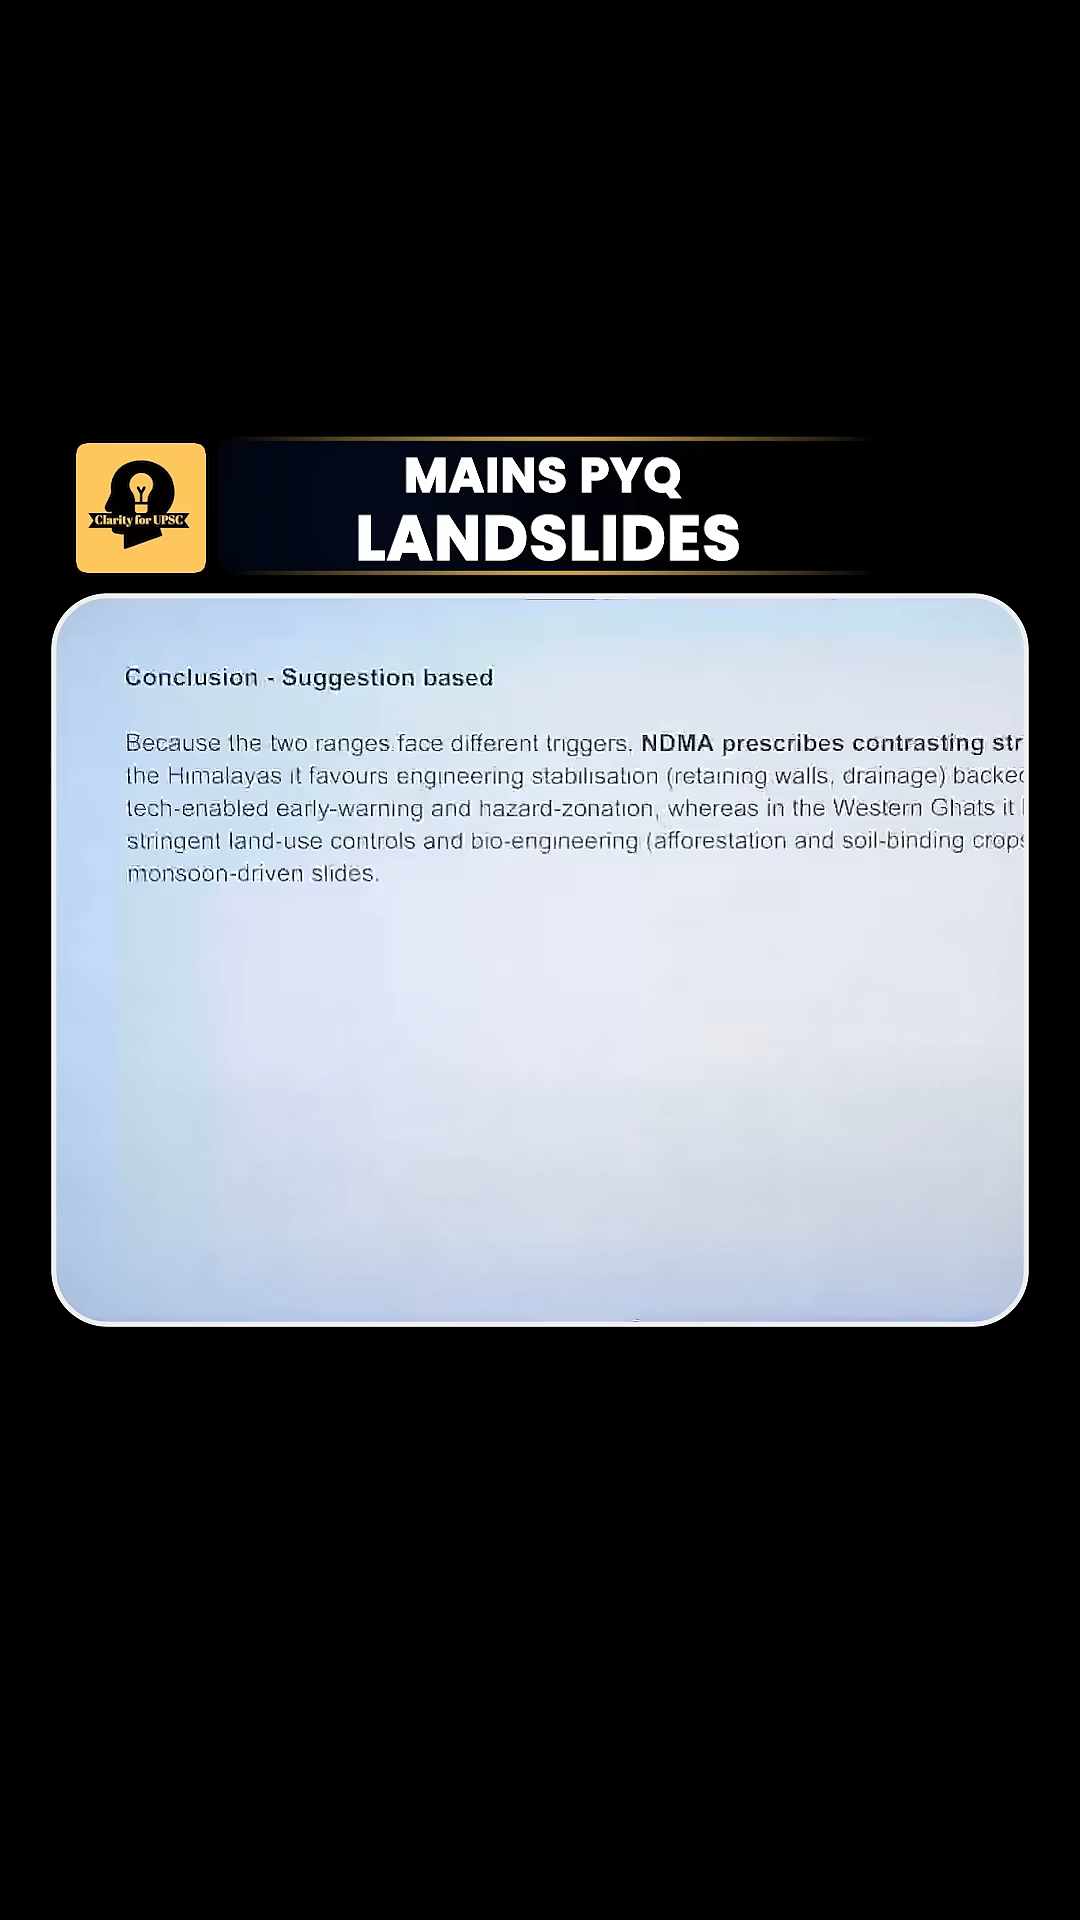 Clarity for UPSC
MAINS PYQ
LANDSLIDES
Conclusion - Suggestion based
Because the two ranges face different triggers, NDMA prescribes contrasting
the Himalayas it favours engineering stabilisation (retaining walls, drainage)
tech-enabled early-warning and hazard-zonation, whereas in the Western Ghats it
stringent land-use controls and bio-engineering (afforestation and soil-binding
monsoon-driven slides.